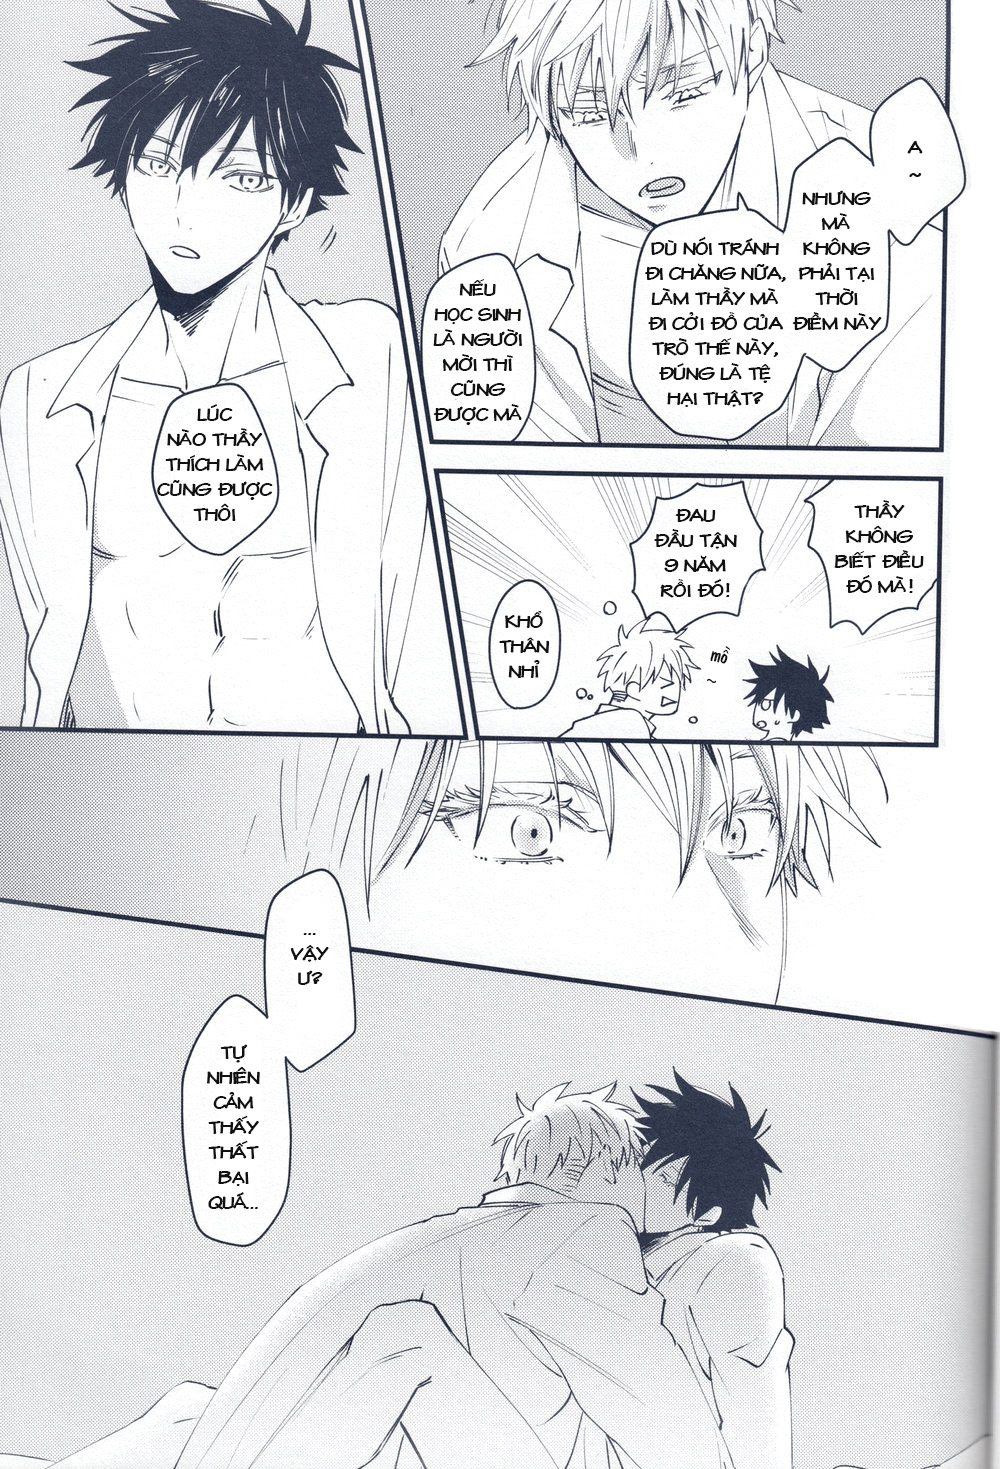 A
~
NHƯNG
MÀ
KHÔNG
PHẢI TẠI
THỜI
ĐIỂM NÀY
DÙ NÓI TRÁNH
ĐI CHĂNG NỮA,
LÀM THẦY MÀ
ĐI CỞI ĐỒ CỦA
TRÒ THẾ NÀY,
ĐÚNG LÀ TỆ
HẠI THẬT?
NẾU
HỌC SINH
LÀ NGƯỜI
MỜI THÌ
CŨNG
ĐƯỢC MÀ
LÚC
NÀO THẦY
THÍCH LÀM
CŨNG ĐƯỢC
THÔI
THẦY
KHÔNG
BIẾT ĐIỀU
ĐÓ MÀ!
ĐAU
ĐẦU TẬN
9 NĂM
RỒI ĐÓ!
mồ
~
KHỔ
THÂN
NHỈ
...
VẬY
Ư?
TỰ
NHIÊN
CẢM
THẤY
THẤT
BẠI
QUÁ...